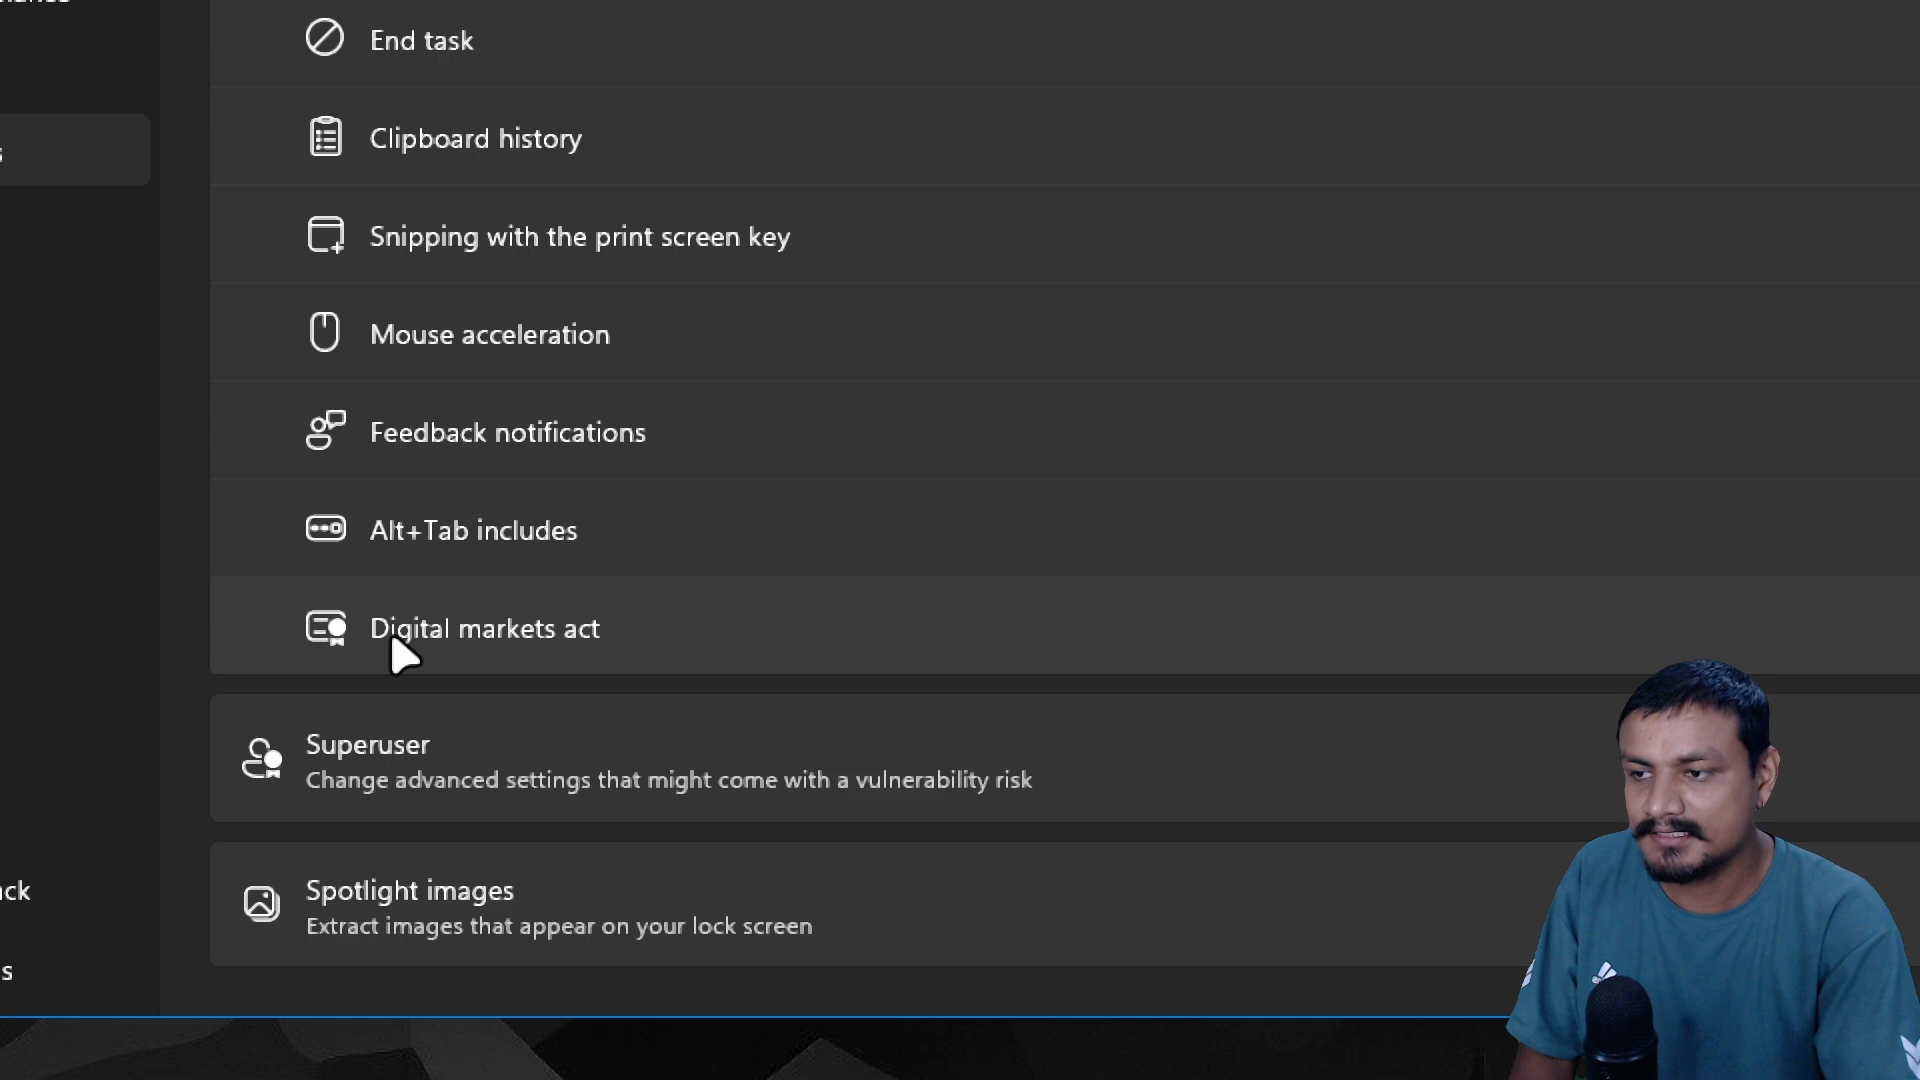 End task
Clipboard history
Snipping with the print screen key
Mouse acceleration
Feedback notifications
Alt+Tab includes
Digital markets act
Superuser
Change advanced settings that might come with a vulnerability risk
Spotlight images
Extract images that appear on your lock screen